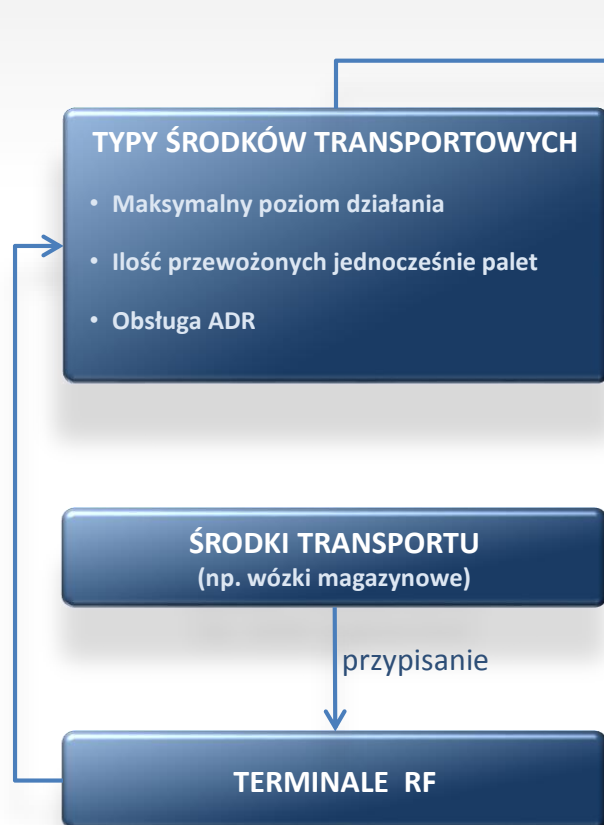 TYPY ŚRODKÓW TRANSPORTOWYCH
• Maksymalny poziom działania
• Ilość przewożonych jednocześnie palet
• Obsługa ADR
ŚRODKI TRANSPORTU
(np. wózki magazynowe)
przypisanie
TERMINALE RF